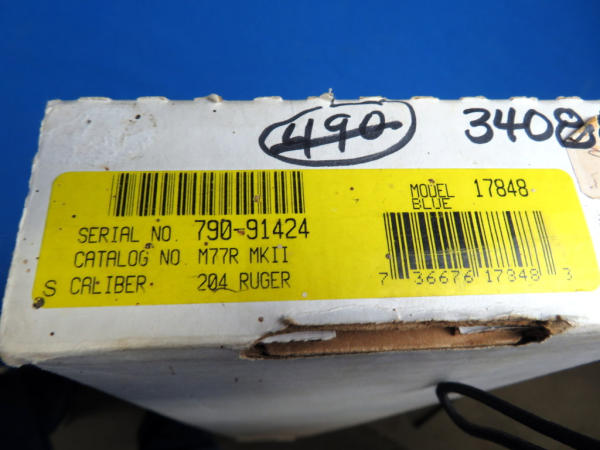 490
3408
SERIAL NO. 790-91424
CATALOG NO. M77R MKII
S CALIBER 204 RUGER
MODEL 17848
BLUE
7 36676 17848 3